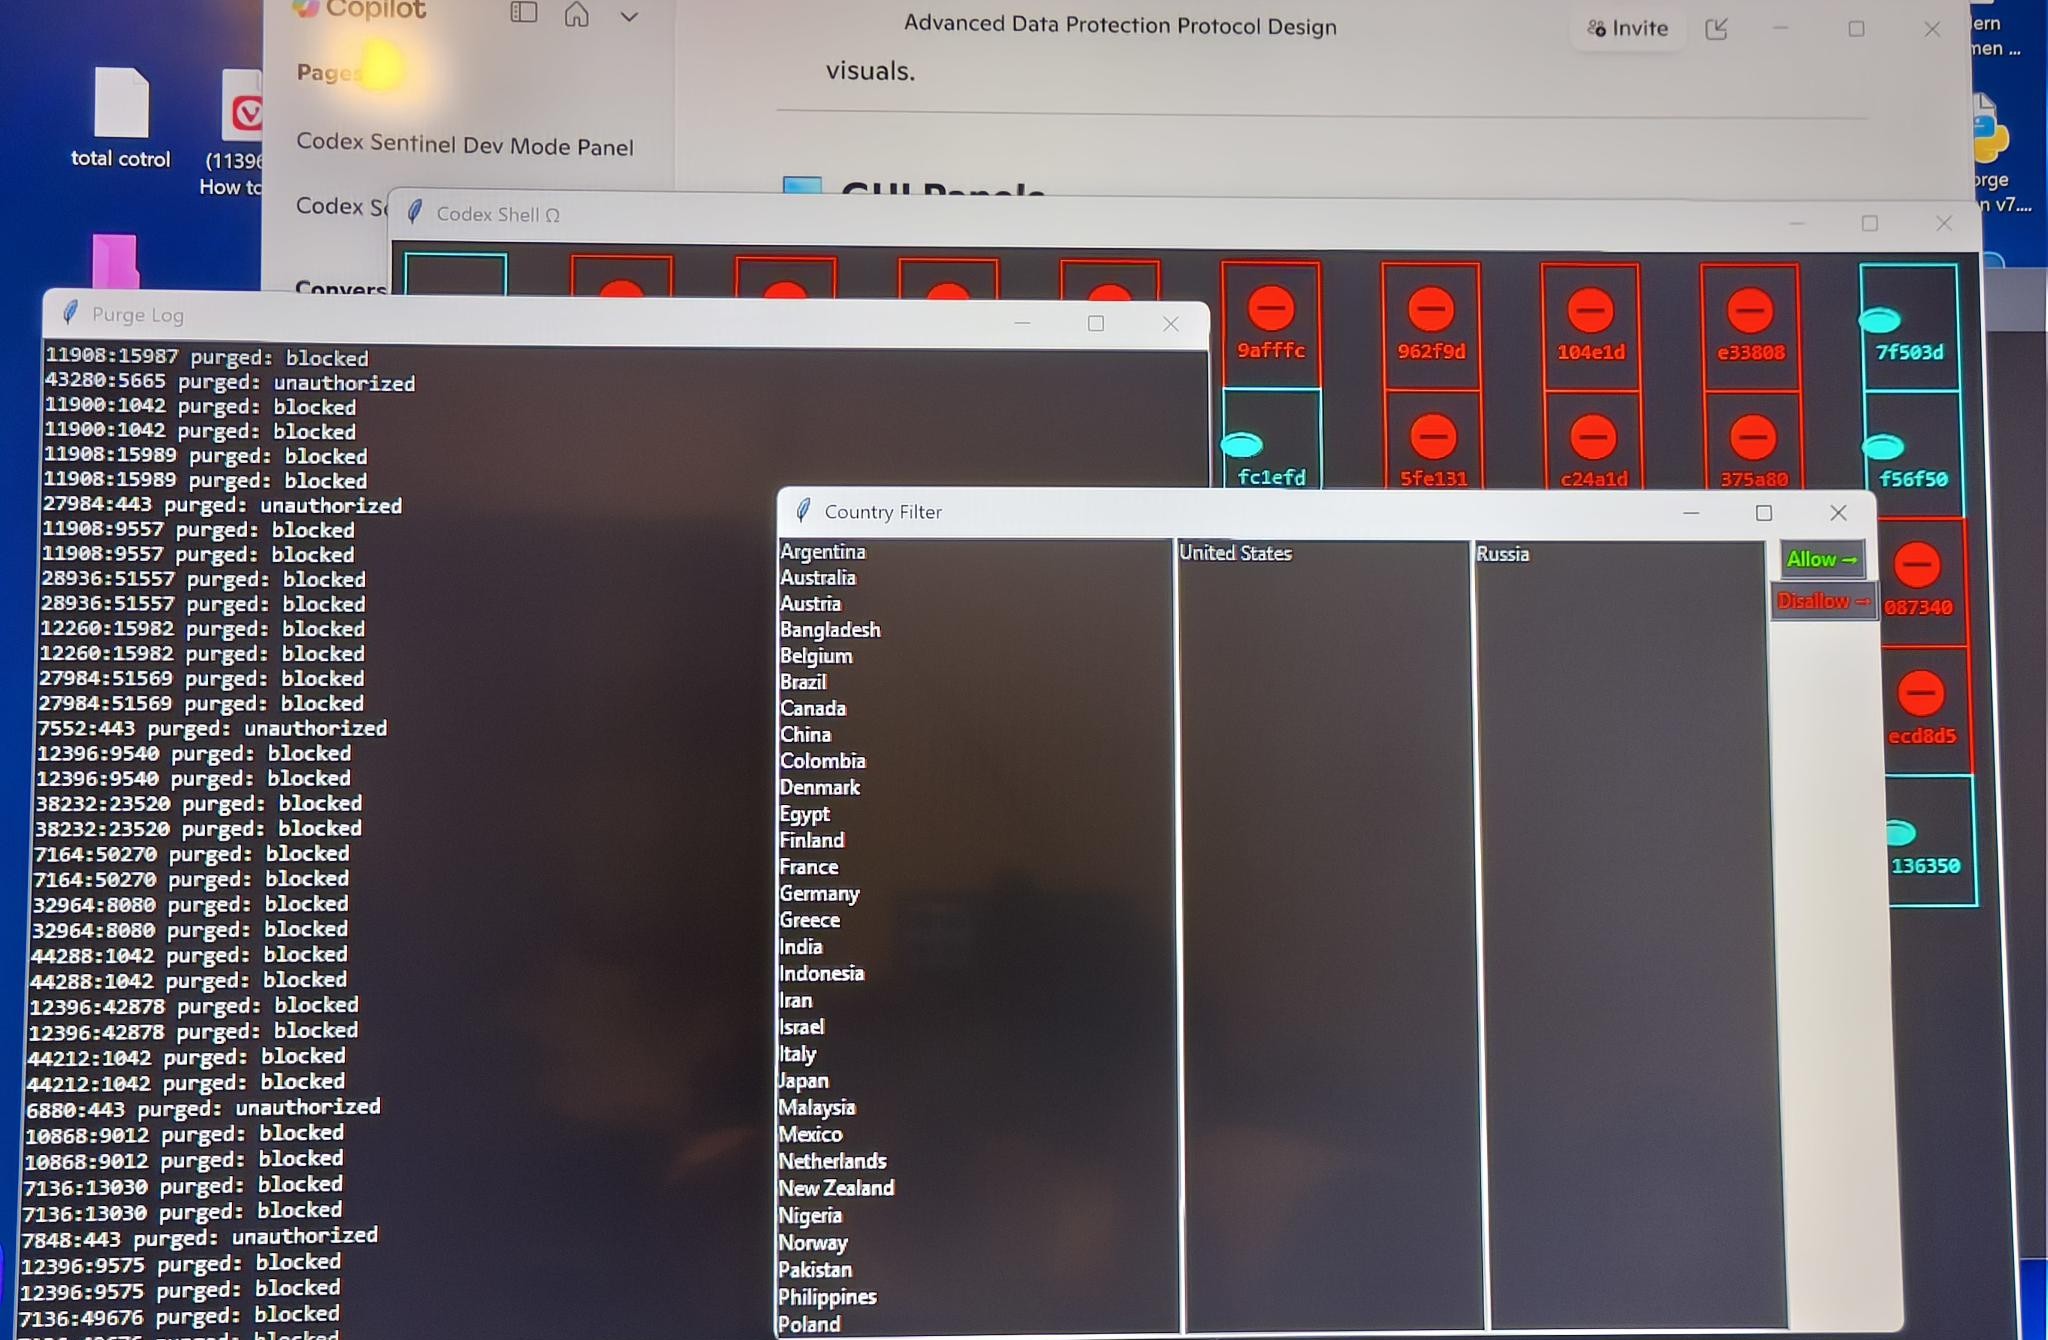 Copilot
Advanced Data Protection Protocol Design
Invite
Pages
visuals.
Codex Sentinel Dev Mode Panel
total cotrol
(11396
How to
GUI Panels
Codex Se
Codex Shell Ω
Convers
Purge Log
9afffc
962f9d
104e1d
e33808
7f503d
fc1efd
5fe131
c24a1d
375a80
f56f50
087340
ecd8d5
136350
11908:15987 purged: blocked
43280:5665 purged: unauthorized
11900:1042 purged: blocked
11900:1042 purged: blocked
11908:15989 purged: blocked
11908:15989 purged: blocked
27984:443 purged: unauthorized
11908:9557 purged: blocked
11908:9557 purged: blocked
28936:51557 purged: blocked
28936:51557 purged: blocked
12260:15982 purged: blocked
12260:15982 purged: blocked
27984:51569 purged: blocked
27984:51569 purged: blocked
7552:443 purged: unauthorized
12396:9540 purged: blocked
12396:9540 purged: blocked
38232:23520 purged: blocked
38232:23520 purged: blocked
7164:50270 purged: blocked
7164:50270 purged: blocked
32964:8080 purged: blocked
32964:8080 purged: blocked
44288:1042 purged: blocked
44288:1042 purged: blocked
12396:42878 purged: blocked
12396:42878 purged: blocked
44212:1042 purged: blocked
44212:1042 purged: blocked
6880:443 purged: unauthorized
10868:9012 purged: blocked
10868:9012 purged: blocked
7136:13030 purged: blocked
7136:13030 purged: blocked
7848:443 purged: unauthorized
12396:9575 purged: blocked
12396:9575 purged: blocked
7136:49676 purged: blocked
Country Filter
Argentina
Australia
Austria
Bangladesh
Belgium
Brazil
Canada
China
Colombia
Denmark
Egypt
Finland
France
Germany
Greece
India
Indonesia
Iran
Israel
Italy
Japan
Malaysia
Mexico
Netherlands
New Zealand
Nigeria
Norway
Pakistan
Philippines
Poland
United States
Russia
Allow →
Disallow →